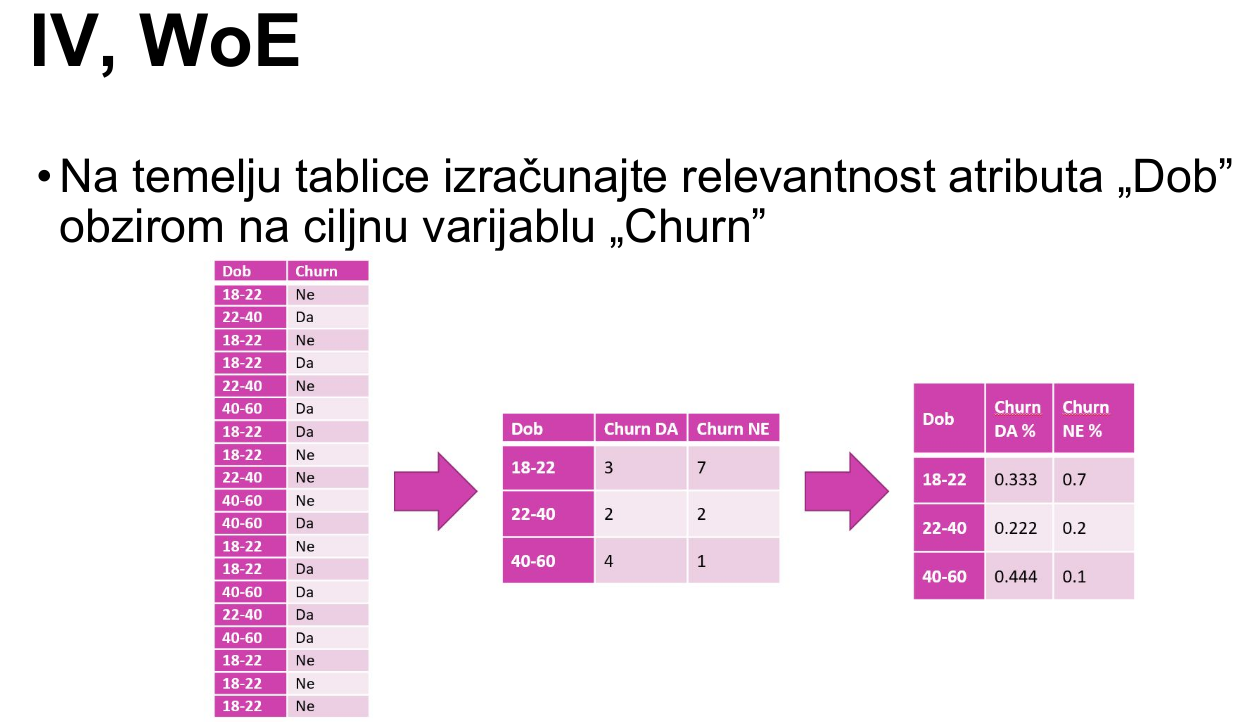 IV, WoE
• Na temelju tablice izračunajte relevantnost atributa „Dob”
obzirom na ciljnu varijablu „Churn”
Dob Churn
18-22 Ne
22-40 Da
18-22 Ne
18-22 Da
22-40 Ne
40-60 Da
18-22 Da
18-22 Ne
22-40 Ne
40-60 Ne
40-60 Da
18-22 Ne
18-22 Da
40-60 Da
22-40 Da
40-60 Da
18-22 Ne
18-22 Ne
18-22 Ne
Dob Churn DA Churn NE
18-22 3 7
22-40 2 2
40-60 4 1
Dob Churn DA % Churn NE %
18-22 0.333 0.7
22-40 0.222 0.2
40-60 0.444 0.1